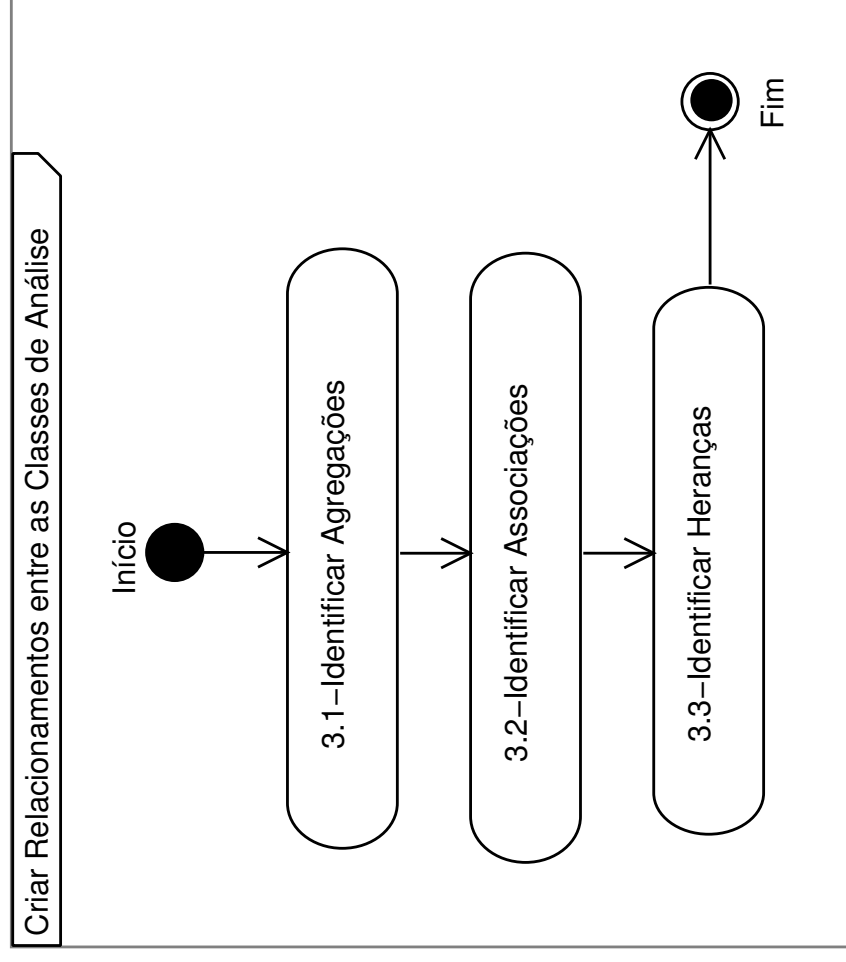 Criar Relacionamentos entre as Classes de Análise
Início
3.1–Identificar Agregações
3.2–Identificar Associações
3.3–Identificar Heranças
Fim